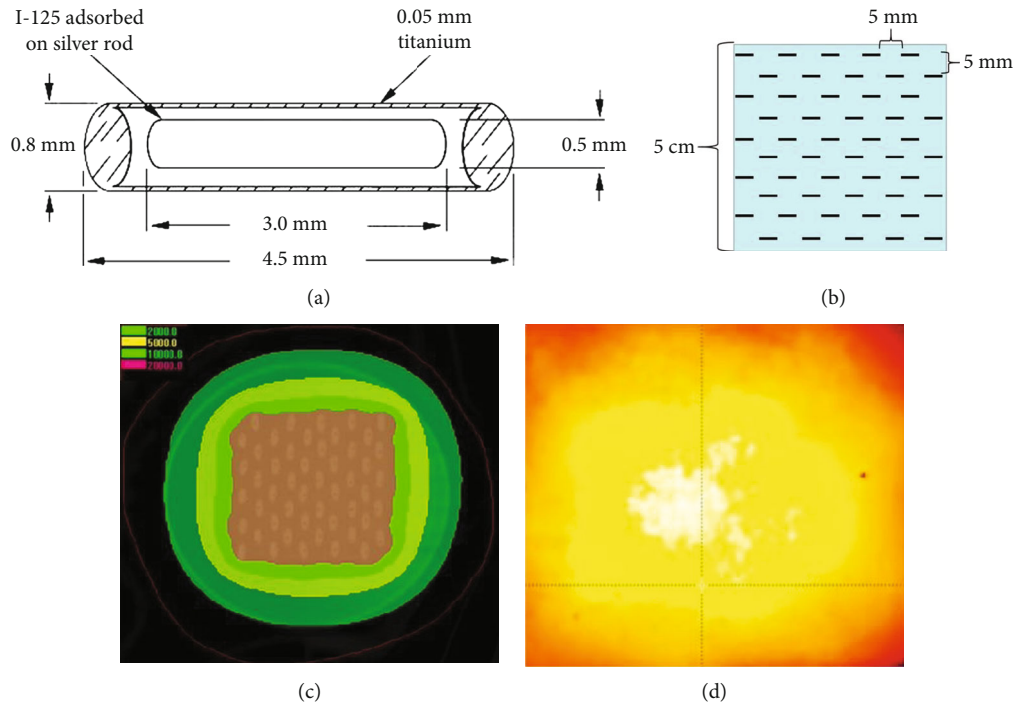 I-125 adsorbed
on silver rod
0.05 mm
titanium
0.8 mm
0.5 mm
3.0 mm
4.5 mm
(a)
5 mm
5 mm
5 cm
(b)
2000.0
5000.0
10000.0
20000.0
(c)
(d)